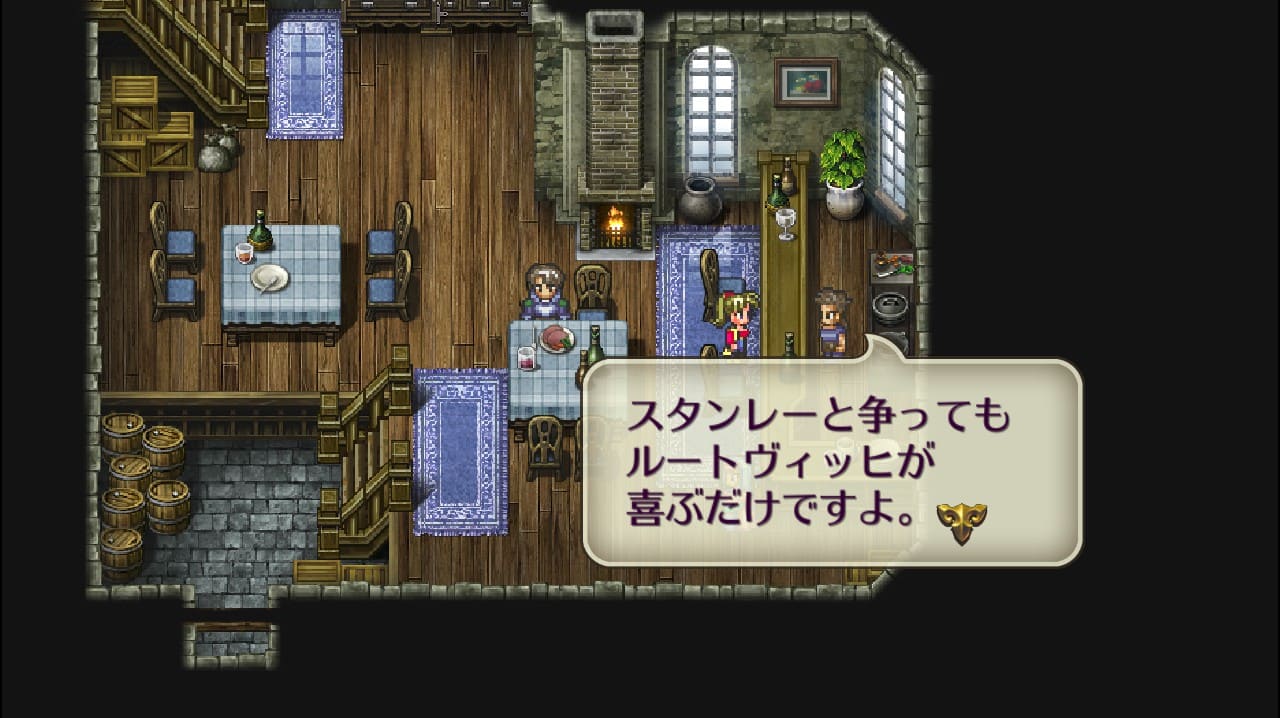 スタンレーと争っても
ルートヴィッヒが
喜ぶだけですよ。